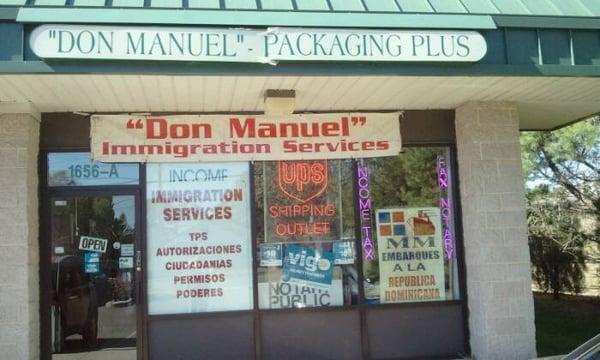 "DON MANUEL" - PACKAGING PLUS
"Don Manuel"
Immigration Services
1656-A
OPEN
INCOME
IMMIGRATION
SERVICES
TPS
AUTORIZACIONES
CIUDADANIAS
PERMISOS
PODERES
ups
SHIPPING
OUTLET
vigo
NOTARY
PUBLIC
INCOME TAX
MM
EMBARQUES
A LA
REPUBLICA
DOMINICANA
FAX NOTARY